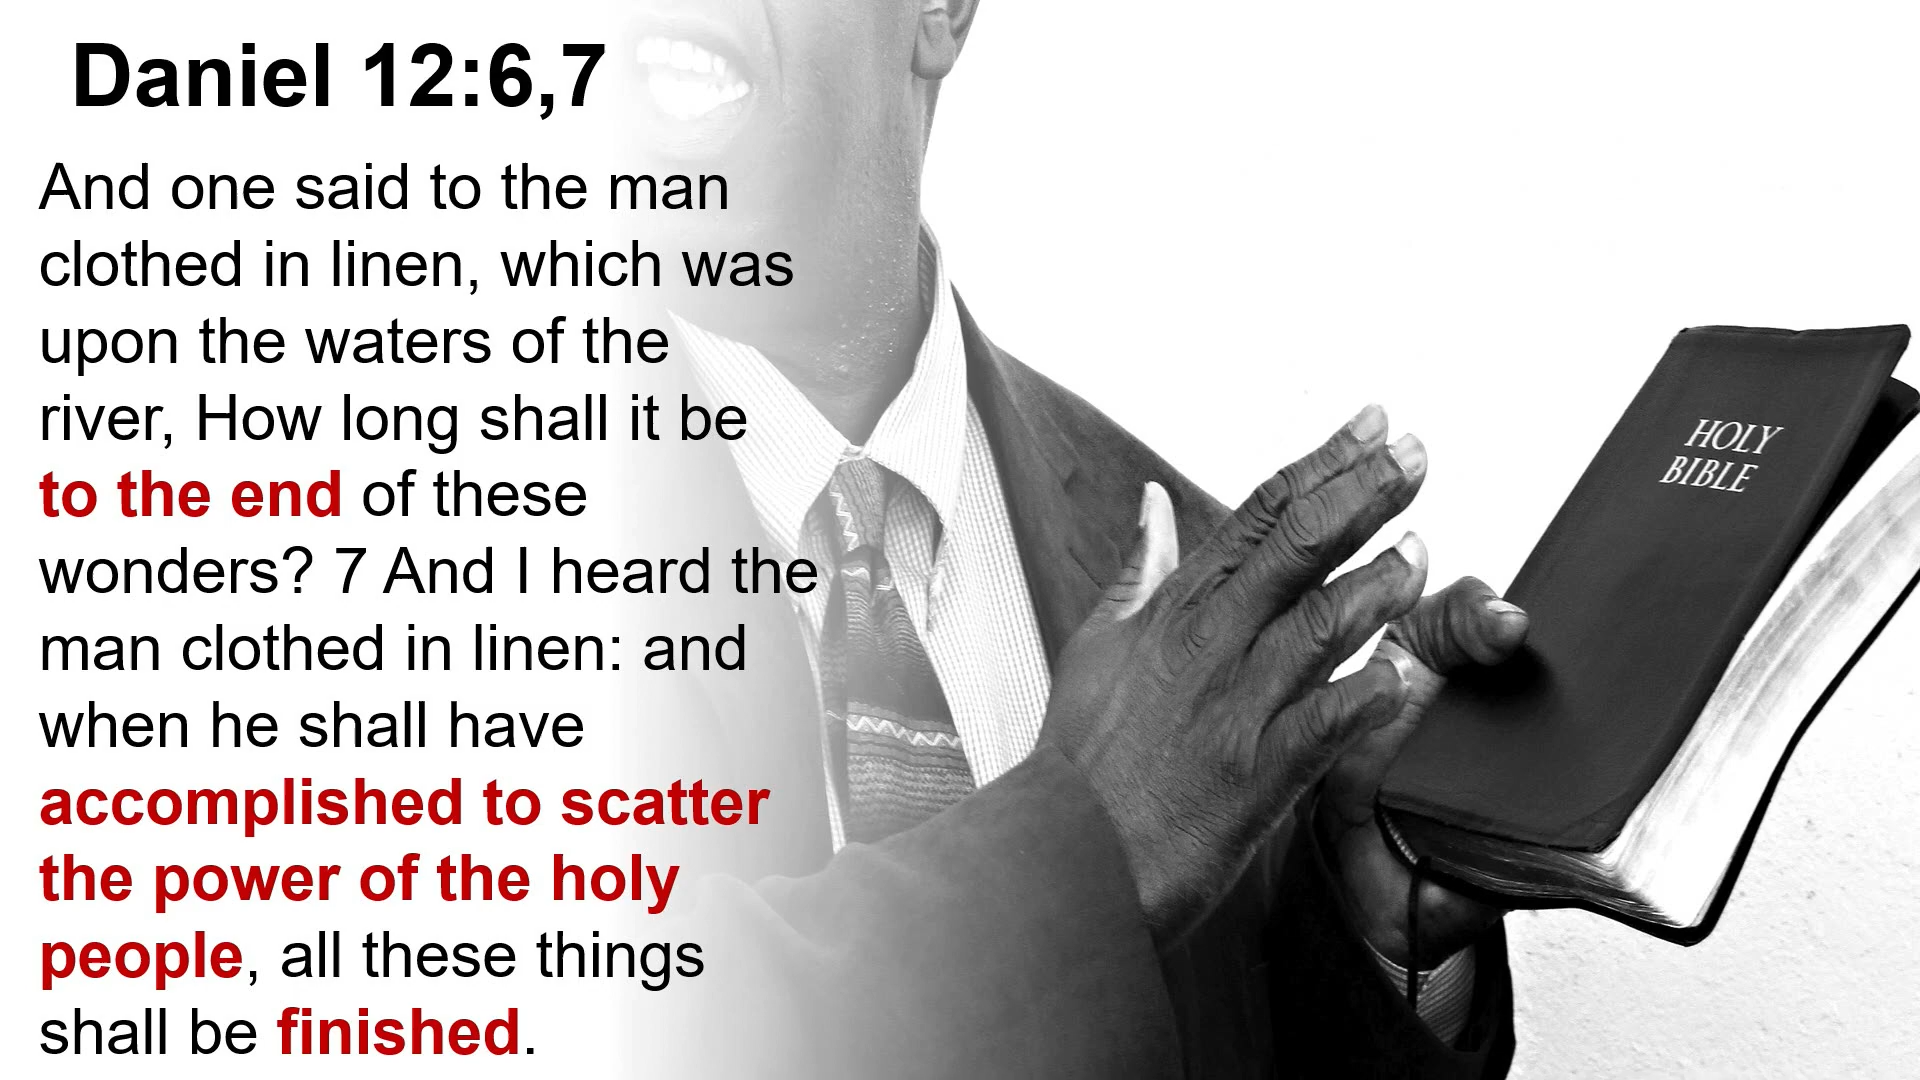 Daniel 12:6,7
And one said to the man
clothed in linen, which was
upon the waters of the
river, How long shall it be
to the end of these
wonders? 7 And I heard the
man clothed in linen: and
when he shall have
accomplished to scatter
the power of the holy
people, all these things
shall be finished.
HOLY
BIBLE